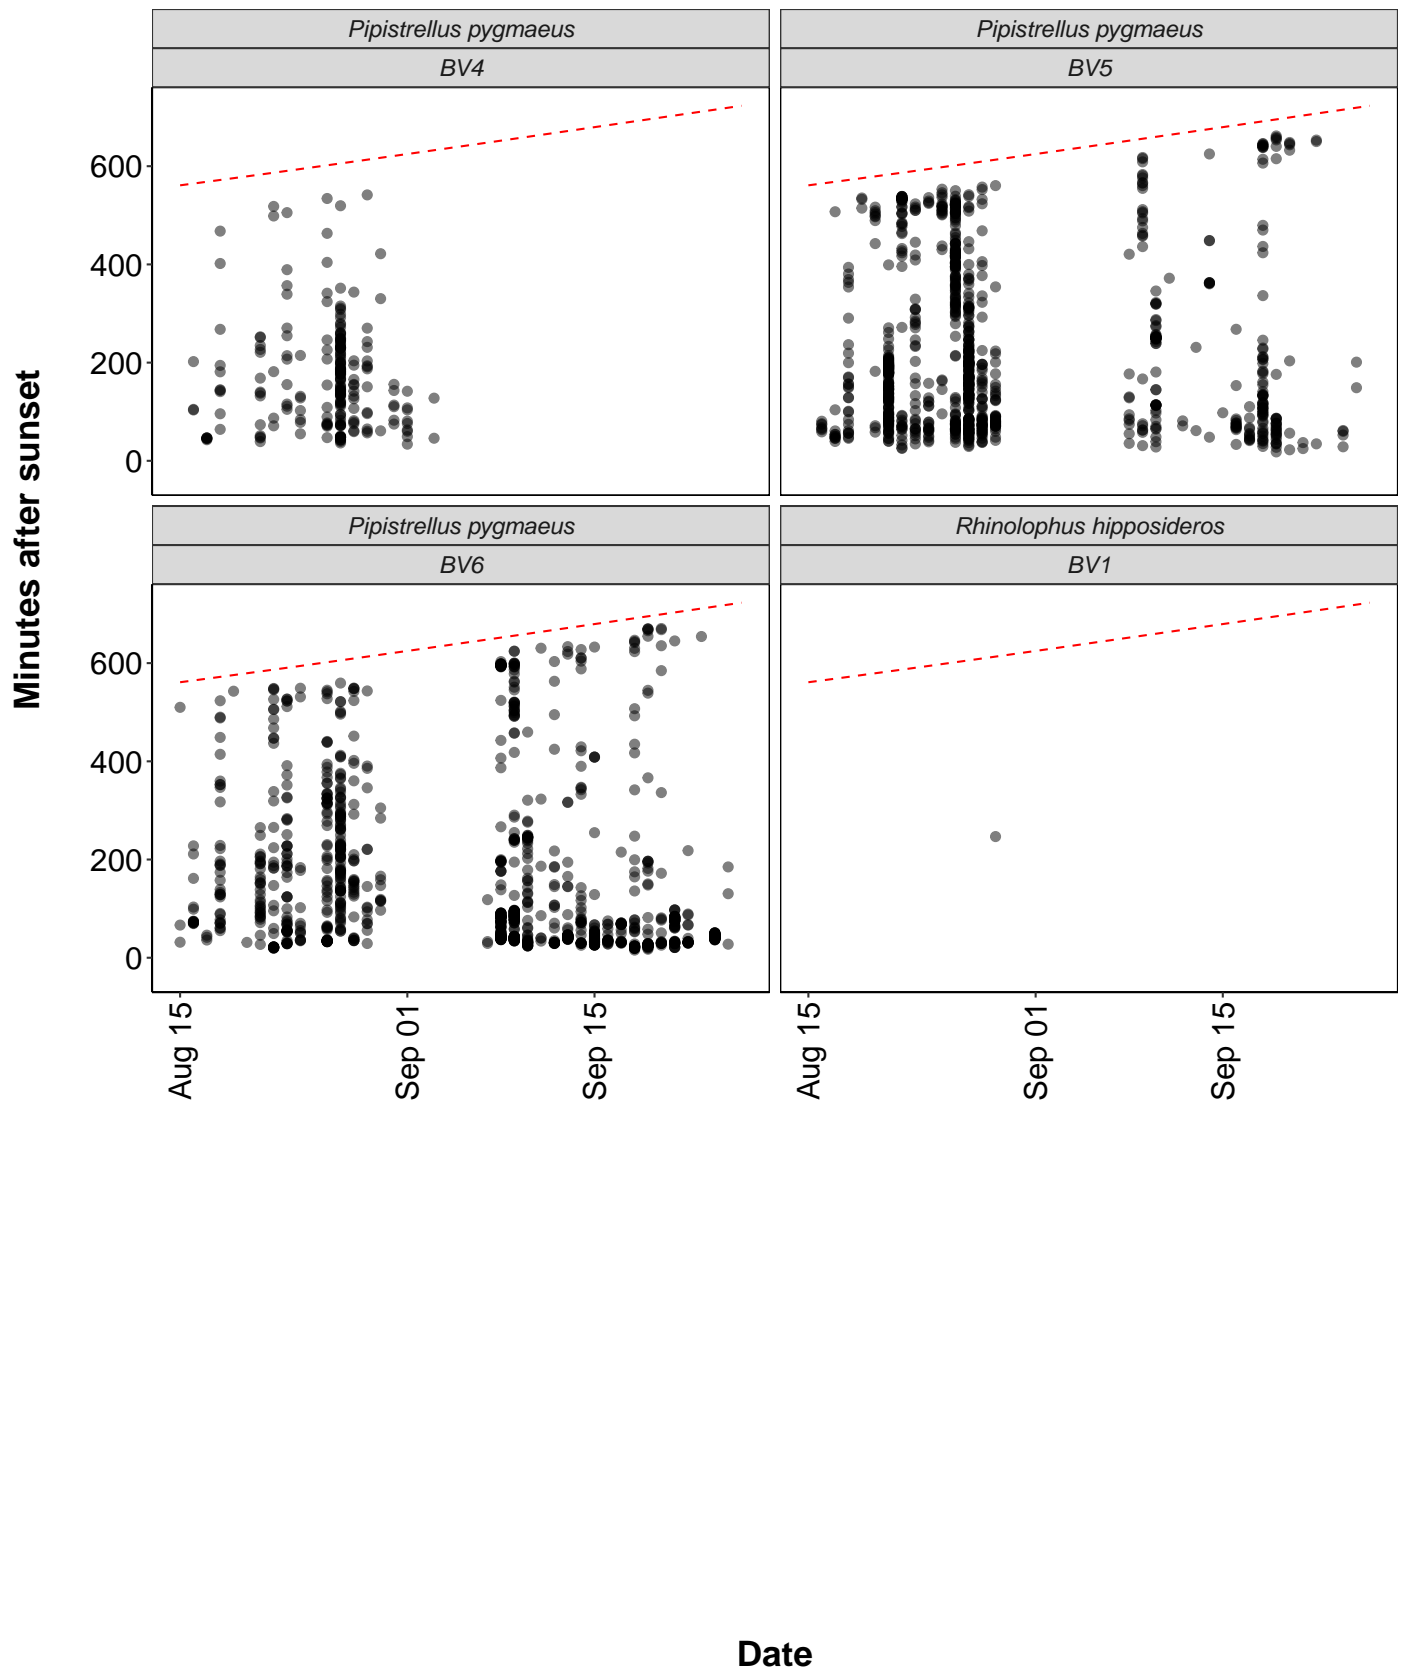 Pipistrellus pygmaeus
BV4
Pipistrellus pygmaeus
BV5
600
400
200
0
Minutes after sunset
Pipistrellus pygmaeus
BV6
Rhinolophus hipposideros
BV1
600
400
200
0
Aug 15
Sep 01
Sep 15
Aug 15
Sep 01
Sep 15
Date